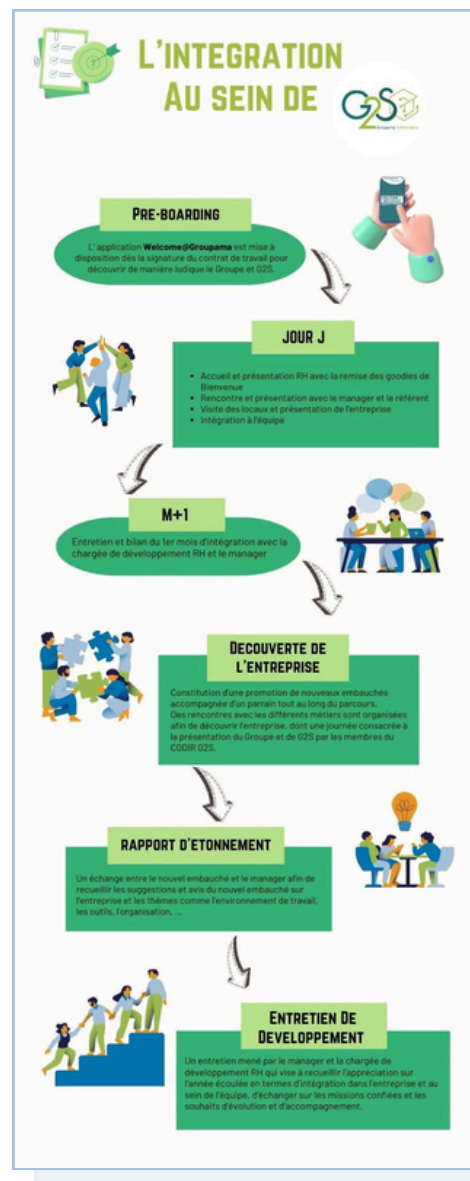 L'INTEGRATION
AU SEIN DE
G2S
PRE-BOARDING
L' application Welcome@Groupama est mise à
disposition dès la signature du contrat de travail pour
découvrir de manière ludique le Groupe et G2S.
JOUR J
• Accueil et présentation RH avec la remise des goodies de
Bienvenue
• Rencontre et présentation avec le manager et le référent
• Visite des locaux et présentation de l'entreprise
• Intégration à l'équipe
M+1
Entretien et bilan du 1er mois d'intégration avec la
chargée de développement RH et le manager
DECOUVERTE DE
L'ENTREPRISE
Constitution d'une promotion de nouveaux embauchés
accompagnée d'un parrain tout au long du parcours.
Des rencontres avec les différents métiers sont organisées
afin de découvrir l'entreprise, dont une journée consacrée à
la présentation du Groupe et de G2S par les membres du
CODIR G2S.
RAPPORT D'ETONNEMENT
Un échange entre le nouvel embauché et le manager afin de
recueillir les suggestions et avis du nouvel embauché sur
l'entreprise et les thèmes comme l'environnement de travail,
les outils, l'organisation, ...
ENTRETIEN DE
DEVELOPPEMENT
Un entretien mené par le manager et la chargée de
développement RH qui vise à recueillir l'appréciation sur
l'année écoulée en termes d'intégration dans l'entreprise et au
sein de l'équipe, d'échanger sur les missions confiées et les
souhaits d'évolution et d'accompagnement.